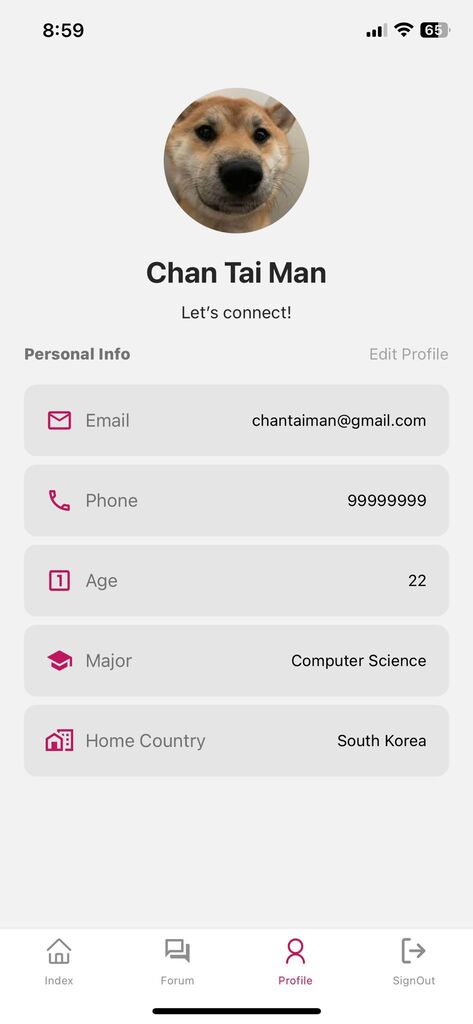 8:59
65
Chan Tai Man
Let's connect!
Personal Info Edit Profile
Email chantaiman@gmail.com
Phone 99999999
1 Age 22
Major Computer Science
Home Country South Korea
Index Forum Profile SignOut